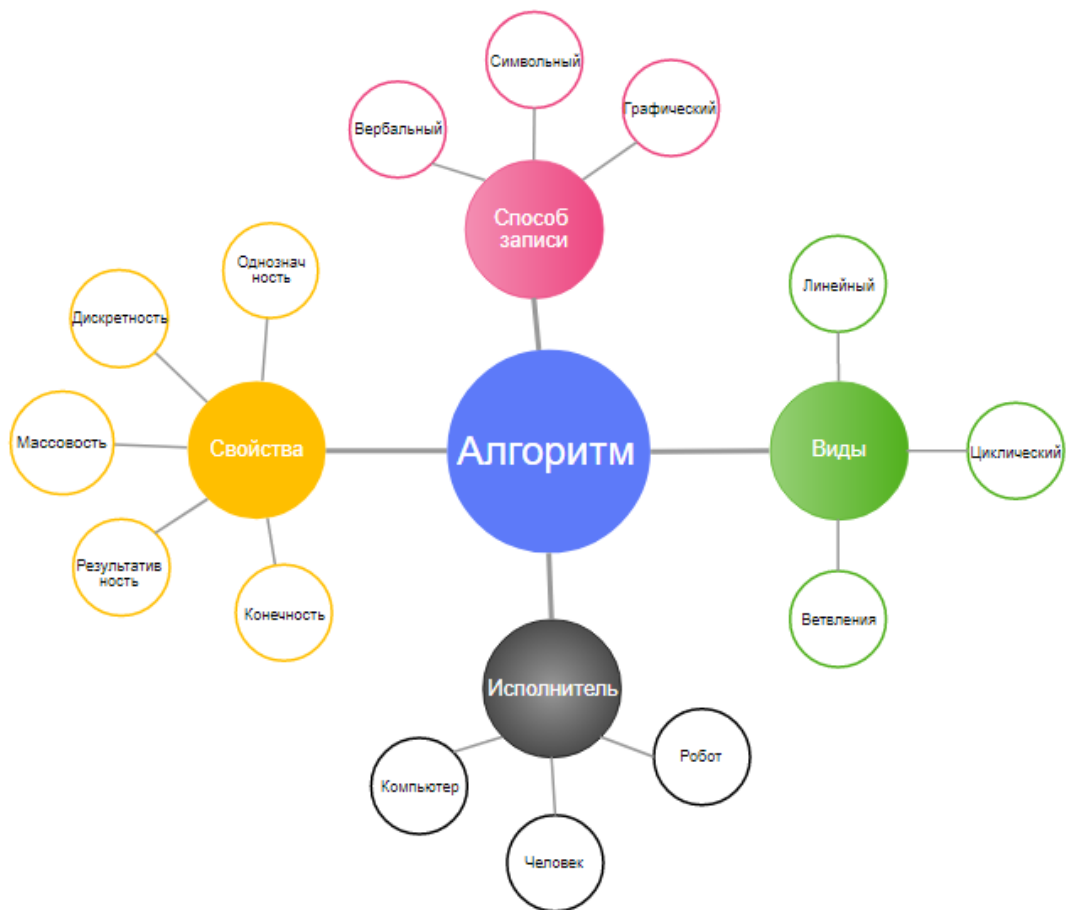 Символьный
Графический
Вербальный
Способ
записи
Однознач
ность
Линейный
Дискретность
Массовость
Свойства
Алгоритм
Виды
Циклический
Результатив
ность
Конечность
Ветвления
Исполнитель
Робот
Компьютер
Человек